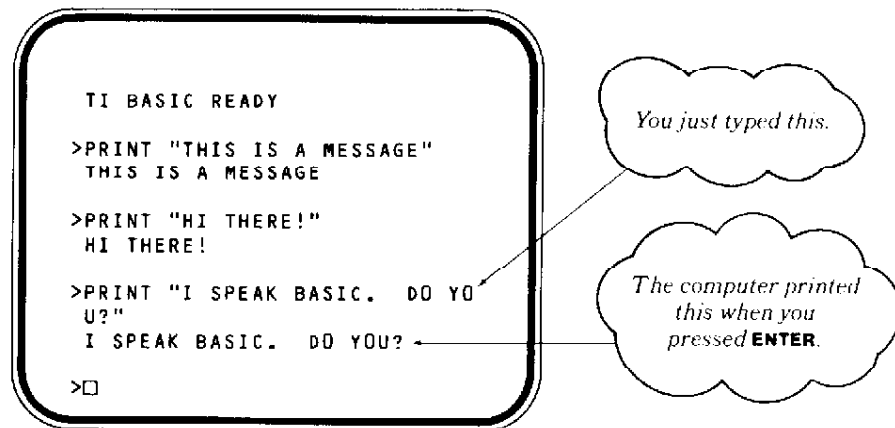 TI BASIC READY
>PRINT "THIS IS A MESSAGE"
THIS IS A MESSAGE
>PRINT "HI THERE!"
HI THERE!
>PRINT "I SPEAK BASIC.  DO YO
U?"
I SPEAK BASIC.  DO YOU?
>□
You just typed this.
The computer printed
this when you
pressed ENTER.